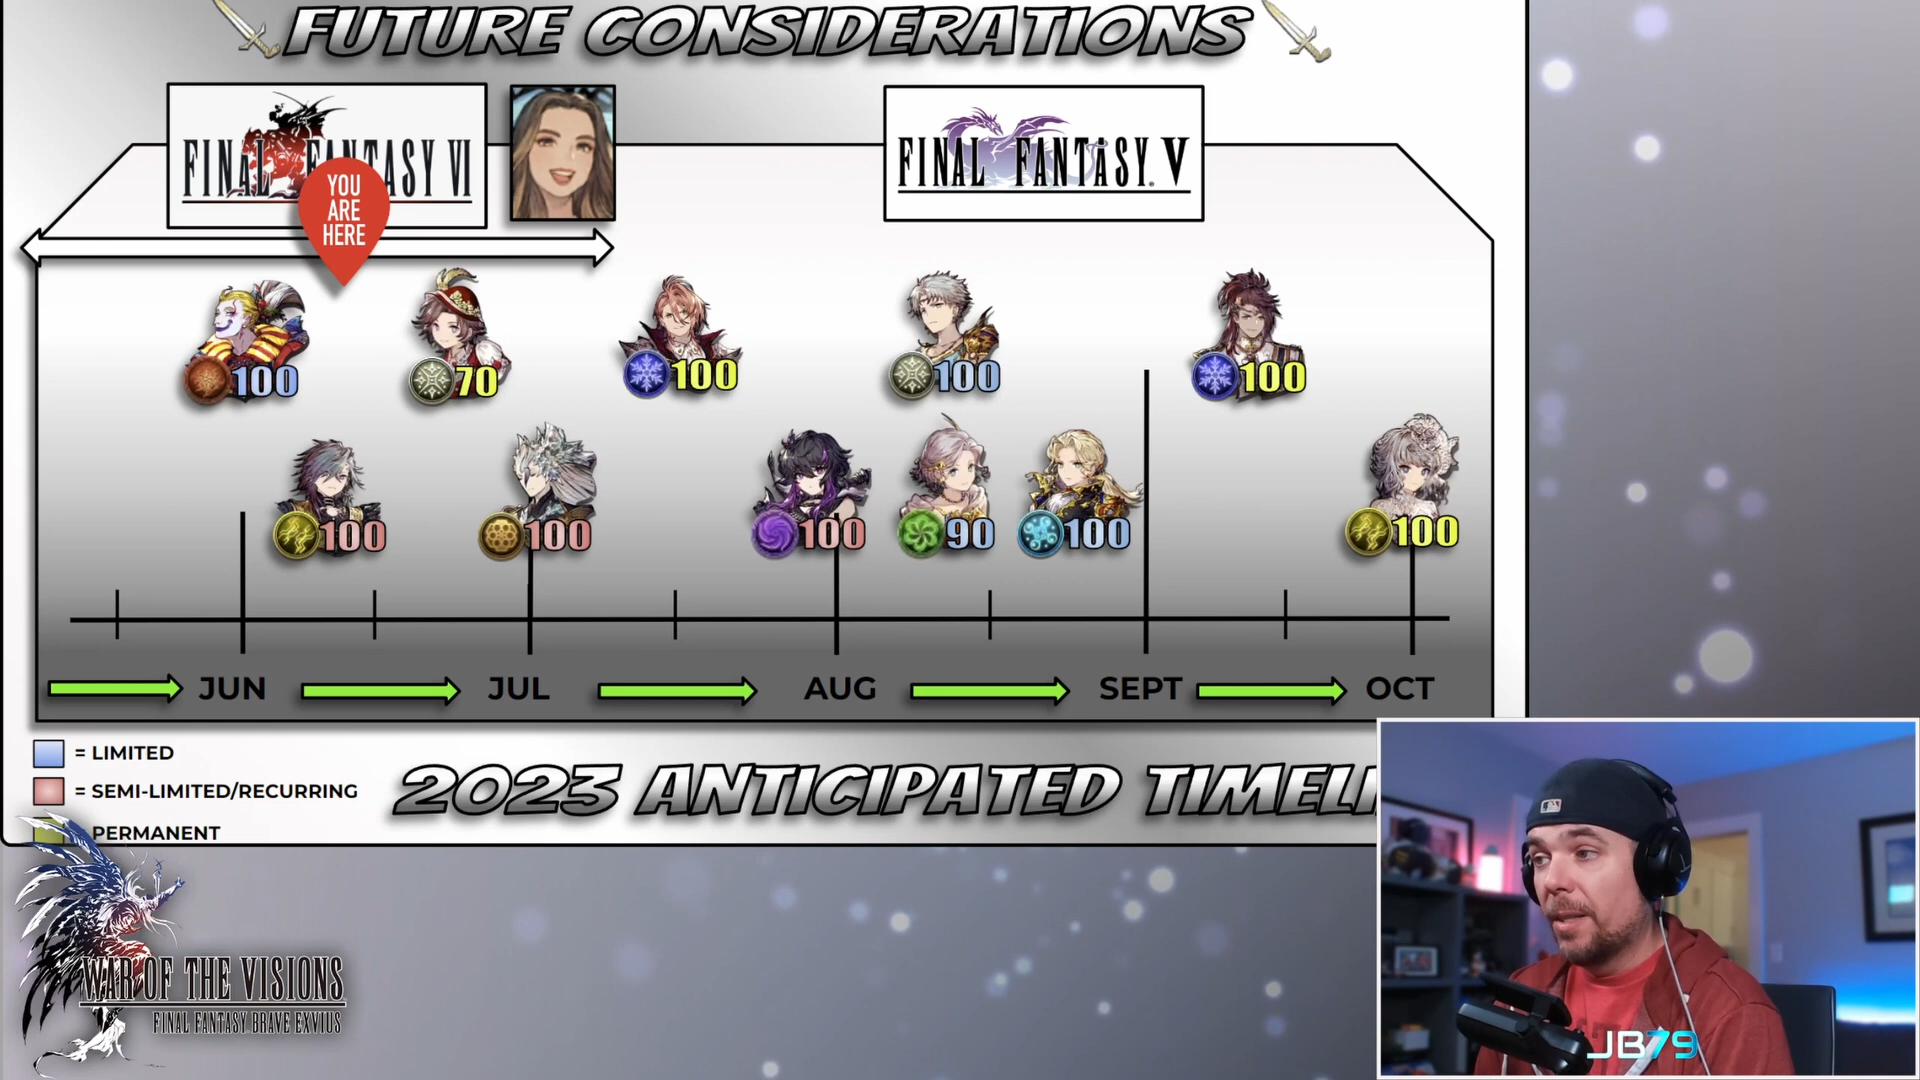 FUTURE CONSIDERATIONS
FINAL FANTASY VI
FINAL FANTASY V
YOU
ARE
HERE
100
70
100
100
100
100
100
100
90
100
100
JUN
JUL
AUG
SEPT
OCT
= LIMITED
= SEMI-LIMITED/RECURRING
PERMANENT
2023 ANTICIPATED TIMELI
WAR OF THE VISIONS
FINAL FANTASY BRAVE EXVIUS
JB79